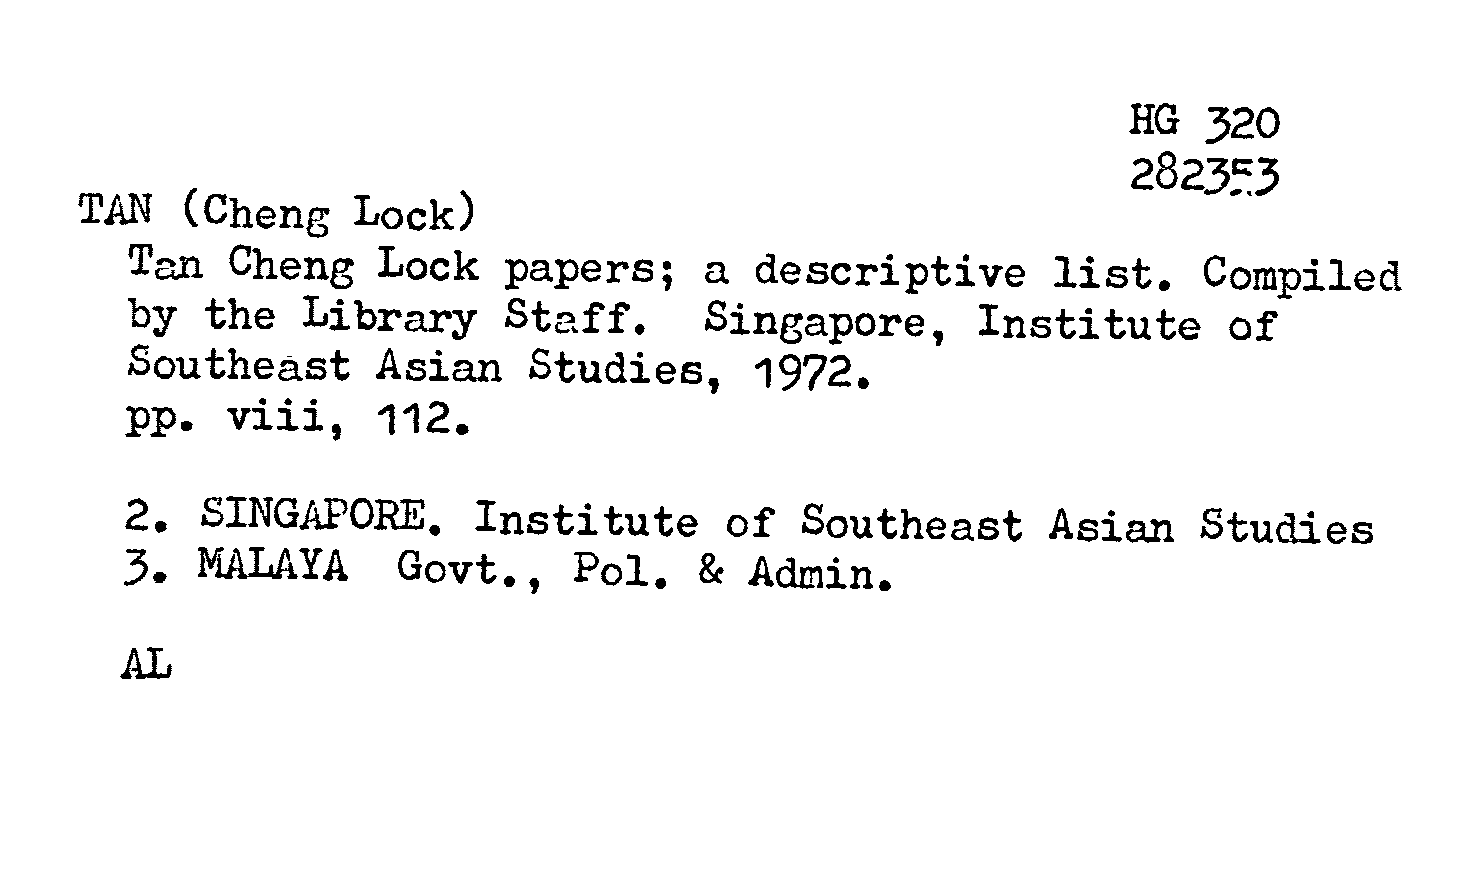 HG 320
282353
TAN (Cheng Lock)
Tan Cheng Lock papers; a descriptive list. Compiled
by the Library Staff. Singapore, Institute of
Southeast Asian Studies, 1972.
pp. viii, 112.
2. SINGAPORE. Institute of Southeast Asian Studies
3. MALAYA Govt., Pol. & Admin.
AL